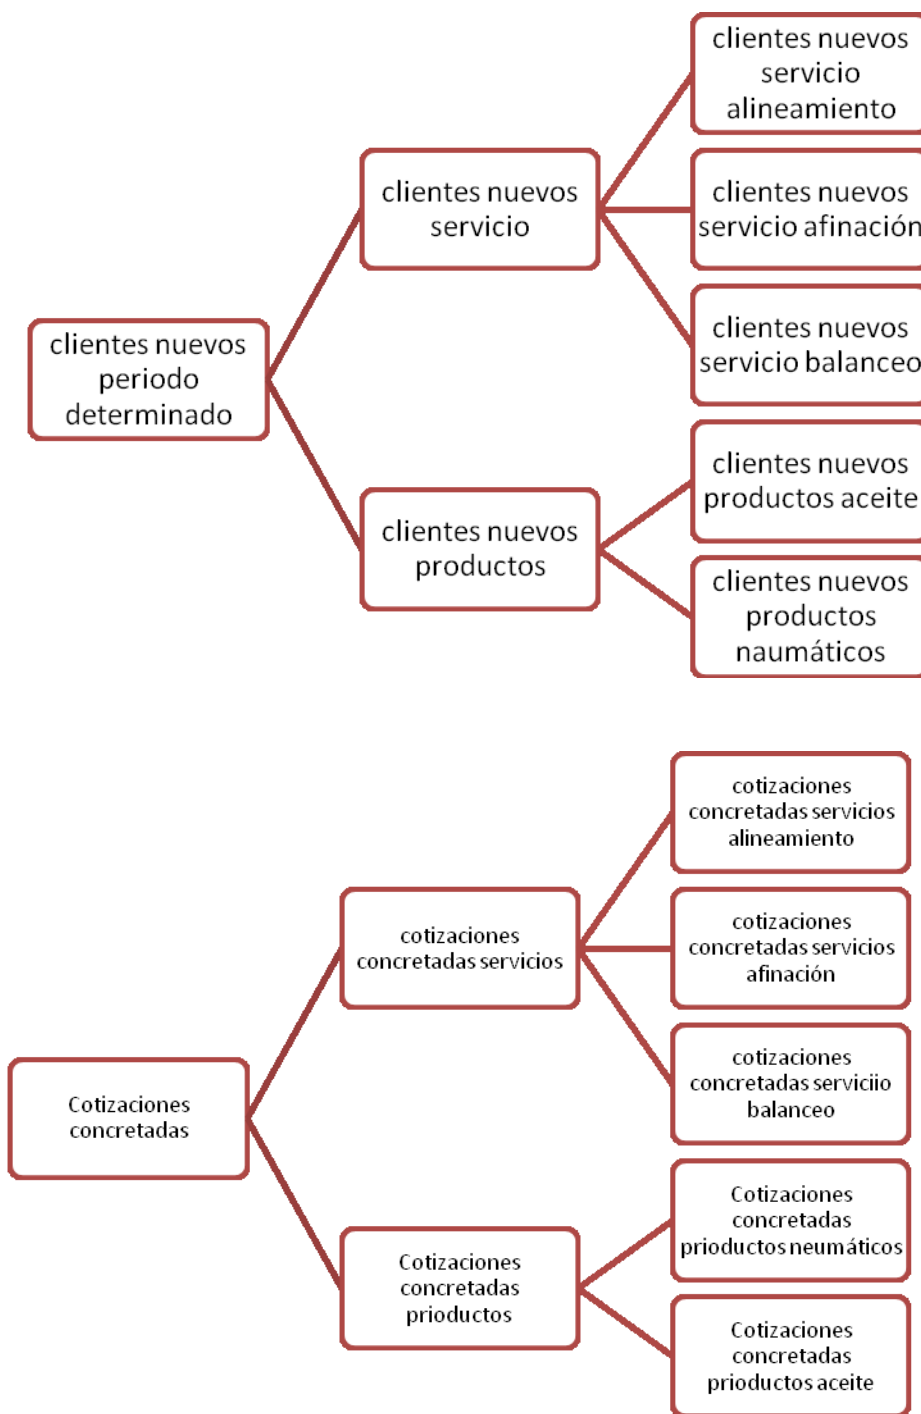 clientes nuevos
servicio
alineamiento
clientes nuevos
servicio
clientes nuevos
servicio afinación
clientes nuevos
servicio balanceo
clientes nuevos
periodo
determinado
clientes nuevos
productos aceite
clientes nuevos
productos
clientes nuevos
productos
naumáticos
cotizaciones
concretadas servicios
alineamiento
cotizaciones
concretadas servicios
cotizaciones
concretadas servicios
afinación
cotizaciones
concretadas serviciio
balanceo
Cotizaciones
concretadas
Cotizaciones
concretadas
prioductos neumáticos
Cotizaciones
concretadas
prioductos
Cotizaciones
concretadas
prioductos aceite